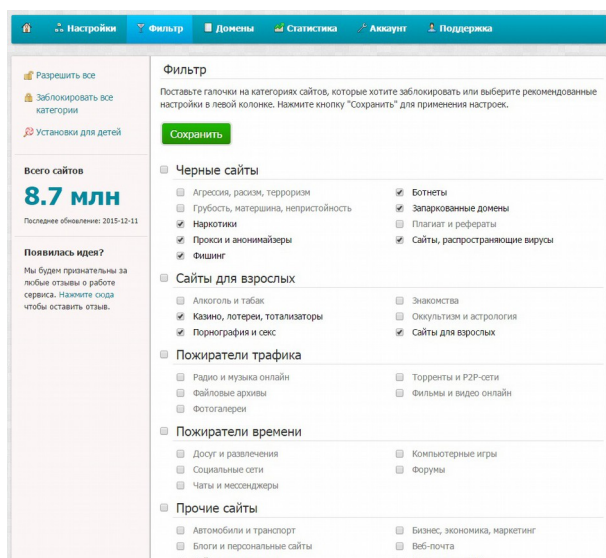 Настройки Фильтр Домены Статистика Аккаунт Поддержка
Разрешить все
Заблокировать все
категории
Установки для детей
Всего сайтов
8.7 млн
Последнее обновление: 2015-12-11
Появилась идея?
Мы будем признательны за
любые отзывы о работе
сервиса. Нажмите сюда
чтобы оставить отзыв.
Фильтр
Поставьте галочки на категориях сайтов, которые хотите заблокировать или выберите рекомендованные
настройки в левой колонке. Нажмите кнопку "Сохранить" для применения настроек.
Сохранить
Черные сайты
Агрессия, расизм, терроризм Ботнеты
Грубость, матершина, непристойность Запаркованные домены
Наркотики Плагиат и рефераты
Прокси и анонимайзеры Сайты, распространяющие вирусы
Фишинг
Сайты для взрослых
Алкоголь и табак Знакомства
Казино, лотереи, тотализаторы Оккультизм и астрология
Порнография и секс Сайты для взрослых
Пожиратели трафика
Радио и музыка онлайн Торренты и P2P-сети
Файловые архивы Фильмы и видео онлайн
Фотогалереи
Пожиратели времени
Досуг и развлечения Компьютерные игры
Социальные сети Форумы
Чаты и мессенджеры
Прочие сайты
Автомобили и транспорт Бизнес, экономика, маркетинг
Блоги и персональные сайты Веб-почта